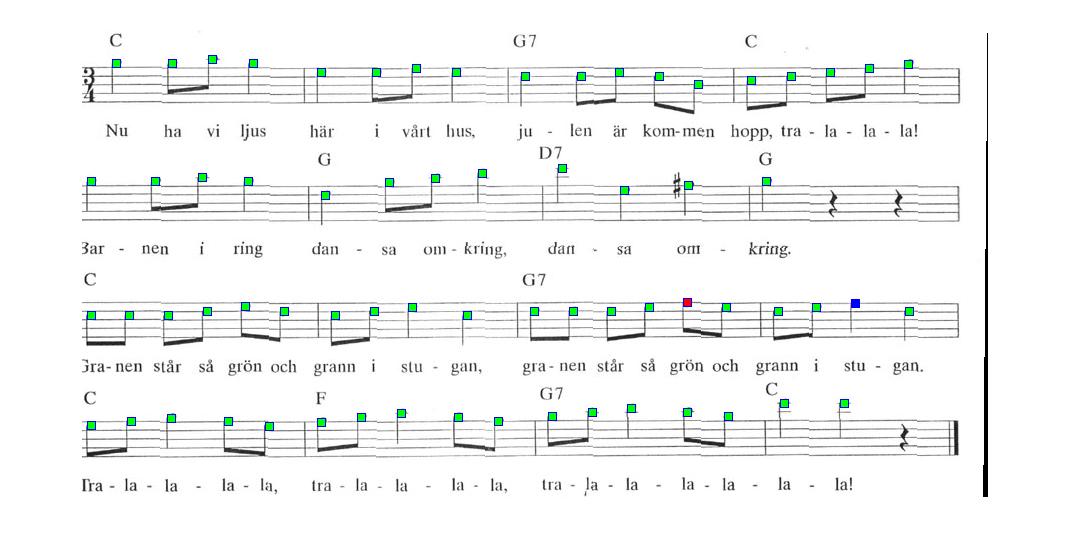 C G7 C
3
4
Nu ha vi ljus här i vårt hus, ju - len är kom-men hopp, tra - la - la - la!
G D7 G
Bar - nen i ring dan - sa om - kring, dan - sa om - kring.
C G7
Gra- nen står så grön och grann i stu - gan, gra - nen står så grön och grann i stu - gan.
C F G7 C
Tra - la - la - la - la, tra - la - la - la - la, tra - la - la - la - la - la - la!